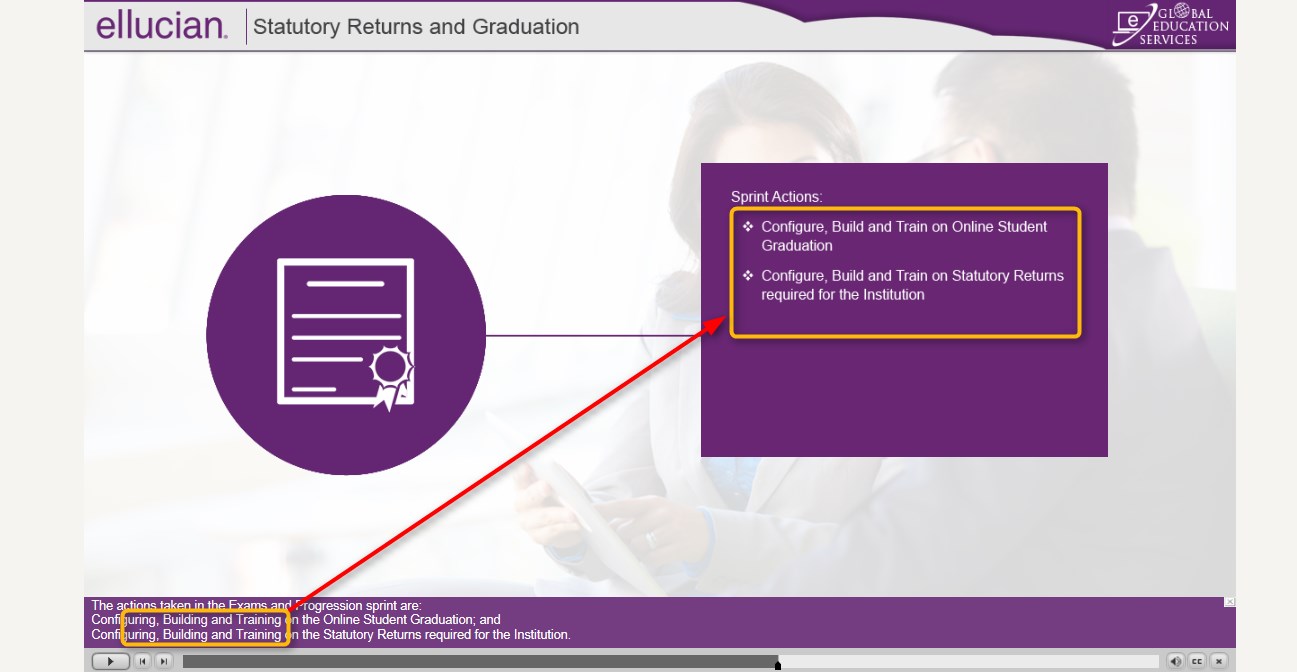 ellucian.
Statutory Returns and Graduation
e GLOBAL
EDUCATION
SERVICES
Sprint Actions:
❖ Configure, Build and Train on Online Student
Graduation
❖ Configure, Build and Train on Statutory Returns
required for the Institution
The actions taken in the Exams and Progression sprint are:
Configuring, Building and Training on the Online Student Graduation; and
Configuring, Building and Training on the Statutory Returns required for the Institution.
CC